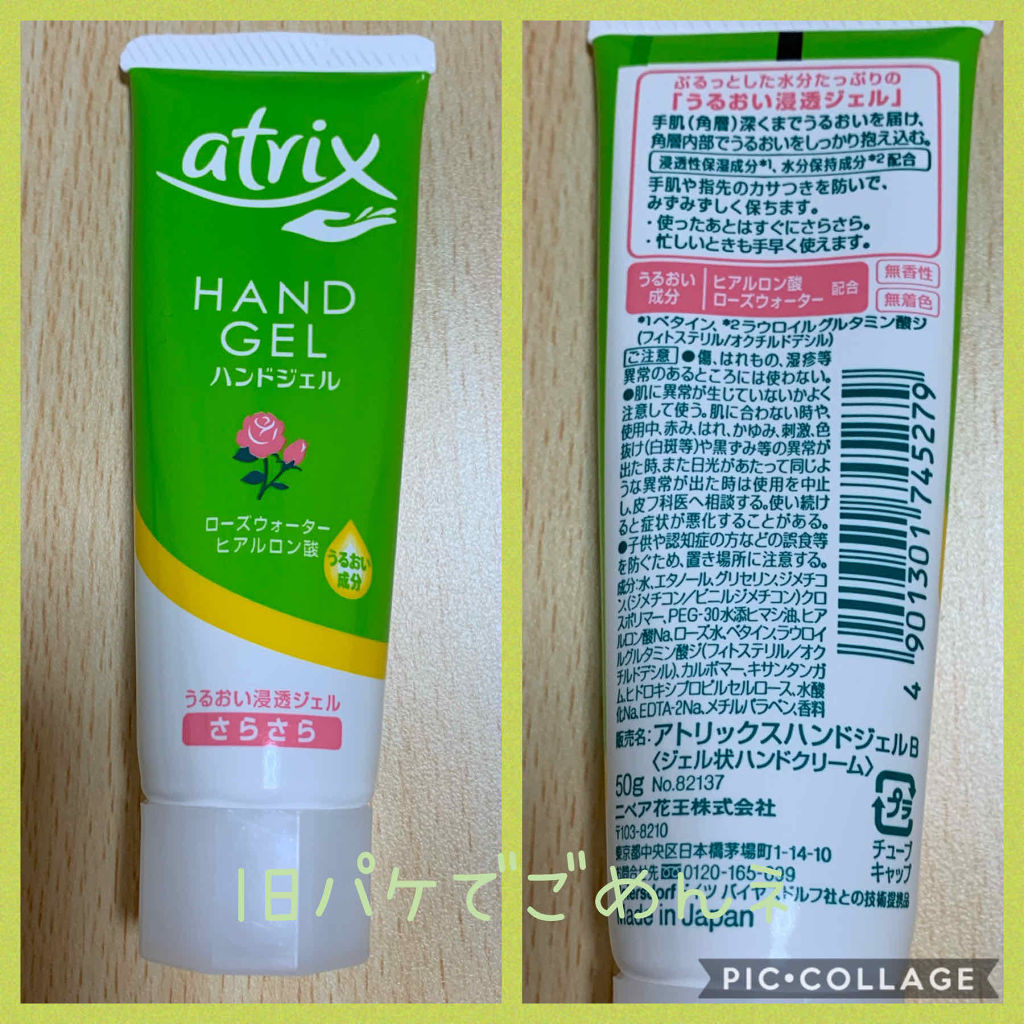 atrix
HAND
GEL
ハンドジェル
ローズウォーター
ヒアルロン酸
うるおい
成分
うるおい浸透ジェル
さらさら
ぷるっとした水分たっぷりの
「うるおい浸透ジェル」
手肌(角層)深くまでうるおいを届け、
角層内部でうるおいをしっかり抱え込む。
浸透性保湿成分*1、水分保持成分*2配合
手肌や指先のカサつきを防いで、
みずみずしく保ちます。
・使ったあとはすぐにさらさら。
・忙しいときも手早く使えます。
うるおい
成分
ヒアルロン酸
ローズウォーター
配合
無香性
無着色
*1ベタイン、*2ラウロイルグルタミン酸ジ
(フィトステリル/オクチルドデシル)
ご注意 ●傷、はれもの、湿疹等
異常のあるところには使わない。
●肌に異常が生じていないかよく
注意して使う。肌に合わない時や、
使用中、赤み、はれ、かゆみ、刺激、色
抜け(白斑等)や黒ずみ等の異常が
出た時、また日光があたって同じよ
うな異常が出た時は使用を中止
し、皮フ科医へ相談する。使い続け
ると症状が悪化することがある。
●子供や認知症の方などの誤食等
を防ぐため、置き場所に注意する。
成分:水、エタノール、グリセリン、ジメチコ
ン、(ジメチコン/ビニルジメチコン)クロ
スポリマー、PEG-30水添ヒマシ油、ヒア
ルロン酸Na、ローズ水、ベタイン、ラウロイ
ルグルタミン酸ジ(フィトステリル/オク
チルドデシル)、カルボマー、キサンタンガ
ム、ヒドロキシプロピルセルロース、水酸
化Na、EDTA-2Na、メチルパラベン、香料
4 901301 745279
販売名:アトリックスハンドジェルB
〈ジェル状ハンドクリーム〉
50g No.82137
ニベア花王株式会社
〒103-8210
東京都中央区日本橋茅場町1-14-10
お問合せ先 0120-165-699
ドイツ バイヤスドルフ社との技術提携品
Made in Japan
プラ
チューブ
キャップ
旧パケでごめんネ
PIC•COLLAGE